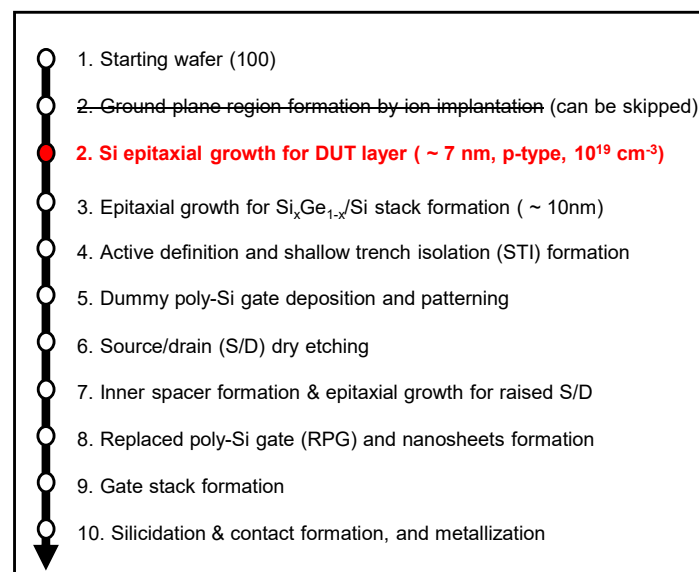 1. Starting wafer (100)
2. Ground plane region formation by ion implantation (can be skipped)
2. Si epitaxial growth for DUT layer ( ~ 7 nm, p-type, 10¹⁹ cm⁻³)
3. Epitaxial growth for SiₓGe₁₋ₓ/Si stack formation ( ~ 10nm)
4. Active definition and shallow trench isolation (STI) formation
5. Dummy poly-Si gate deposition and patterning
6. Source/drain (S/D) dry etching
7. Inner spacer formation & epitaxial growth for raised S/D
8. Replaced poly-Si gate (RPG) and nanosheets formation
9. Gate stack formation
10. Silicidation & contact formation, and metallization